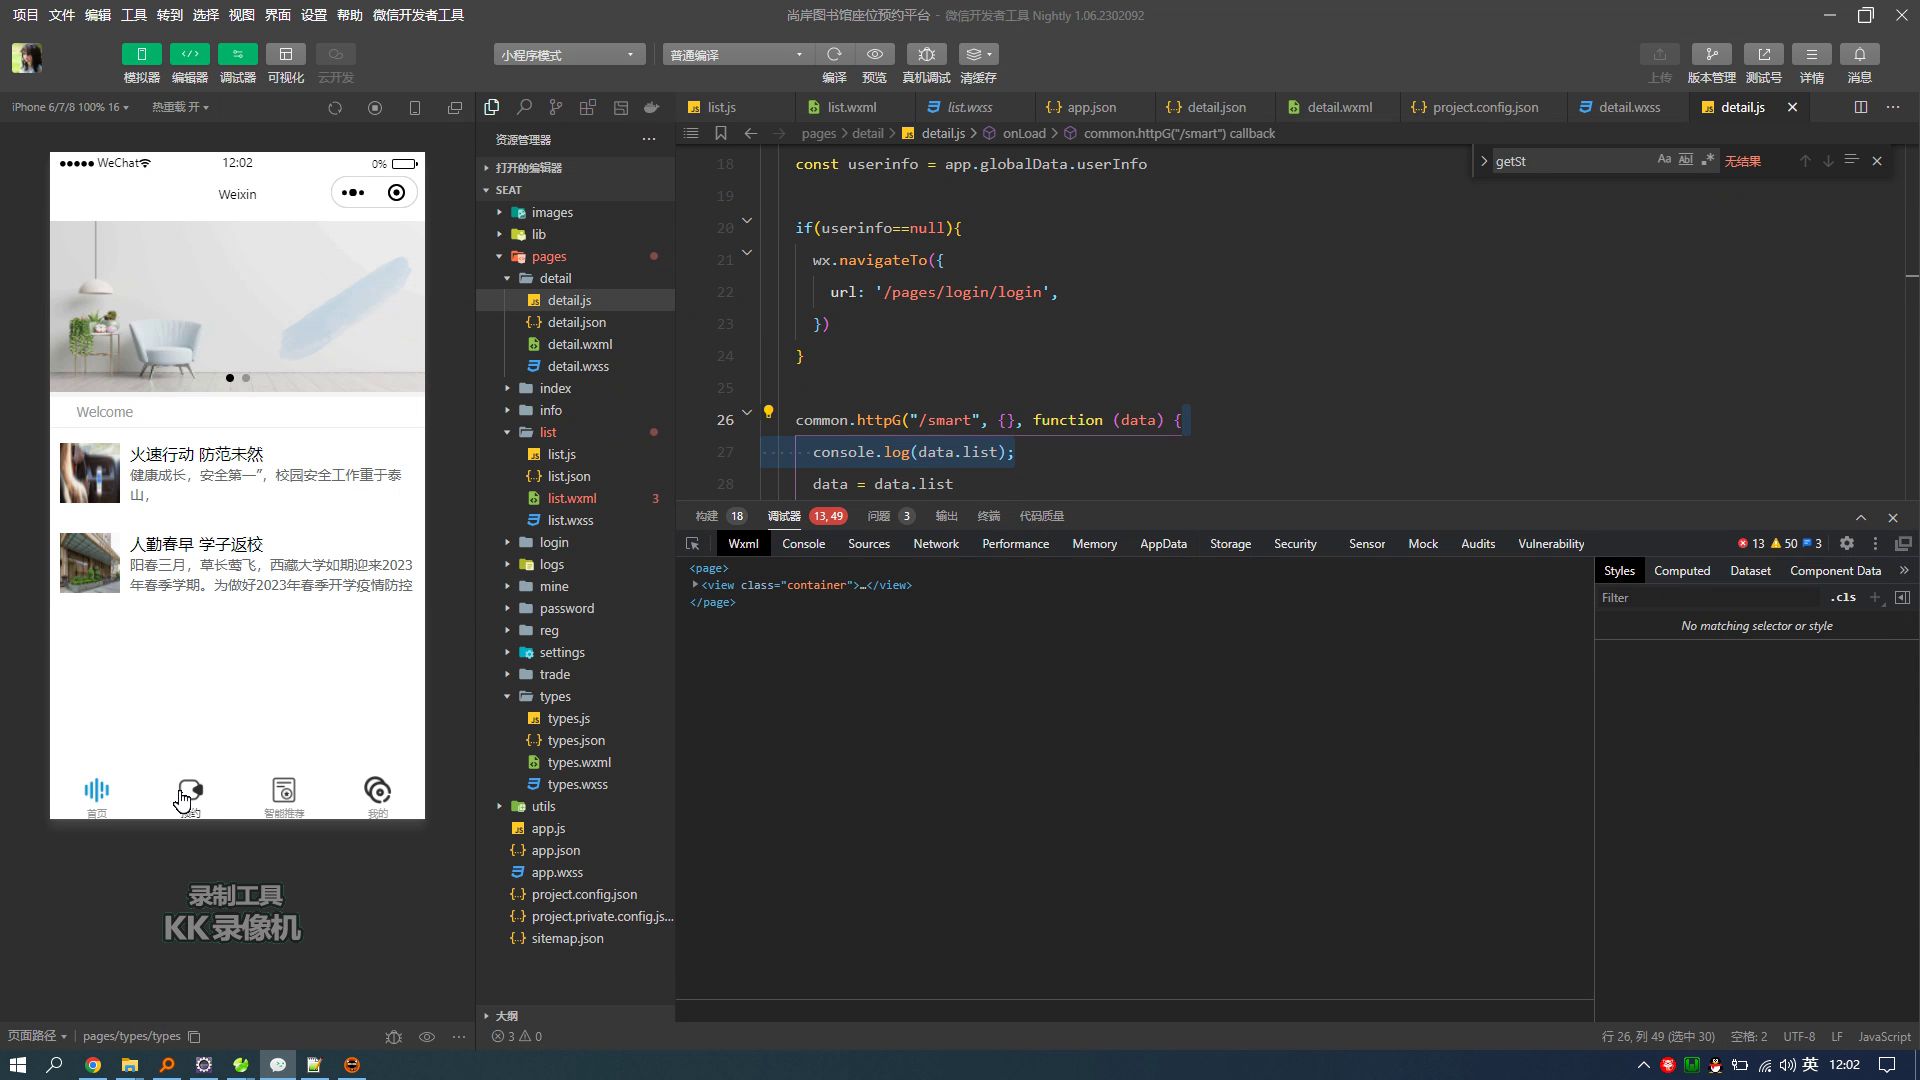 项目 文件 编辑 工具 转到 选择 视图 界面 设置 帮助 微信开发者工具
尚岸图书馆座位预约平台 - 微信开发者工具 Nightly 1.06.2302092
模拟器 编辑器 调试器 可视化 云开发
小程序模式
普通编译
编译 预览 真机调试 清缓存
上传 版本管理 测试号 详情 消息
iPhone 6/7/8 100% 16
热重载 开
WeChat
12:02
0%
Weixin
Welcome
火速行动 防范未然
健康成长，安全第一”，校园安全工作重于泰
山，
人勤春早 学子返校
阳春三月，草长莺飞，西藏大学如期迎来2023
年春季学期。为做好2023年春季开学疫情防控
首页
智能推荐
我的
录制工具
KK 录像机
页面路径
pages/types/types
资源管理器
打开的编辑器
SEAT
images
lib
pages
detail
detail.js
detail.json
detail.wxml
detail.wxss
index
info
list
list.js
list.json
list.wxml 3
list.wxss
login
logs
mine
password
reg
settings
trade
types
types.js
types.json
types.wxml
types.wxss
utils
app.js
app.json
app.wxss
project.config.json
project.private.config.js...
sitemap.json
大纲
3 0
list.js
list.wxml
list.wxss
app.json
detail.json
detail.wxml
project.config.json
detail.wxss
detail.js
pages > detail > detail.js > onLoad > common.httpG("/smart") callback
getSt
Aa Abl .*
无结果
18 const userinfo = app.globalData.userInfo
19
20 if(userinfo==null){
21 wx.navigateTo({
22 url: '/pages/login/login',
23 })
24 }
25
26 common.httpG("/smart", {}, function (data) {
27 console.log(data.list);
28 data = data.list
构建 18 调试器 13, 49 问题 3 输出 终端 代码质量
Wxml Console Sources Network Performance Memory AppData Storage Security Sensor Mock Audits Vulnerability
13 50 3
<page>
<view class="container">…</view>
</page>
Styles Computed Dataset Component Data
Filter
.cls
No matching selector or style
行 26, 列 49 (选中 30) 空格: 2 UTF-8 LF JavaScript
英
12:02